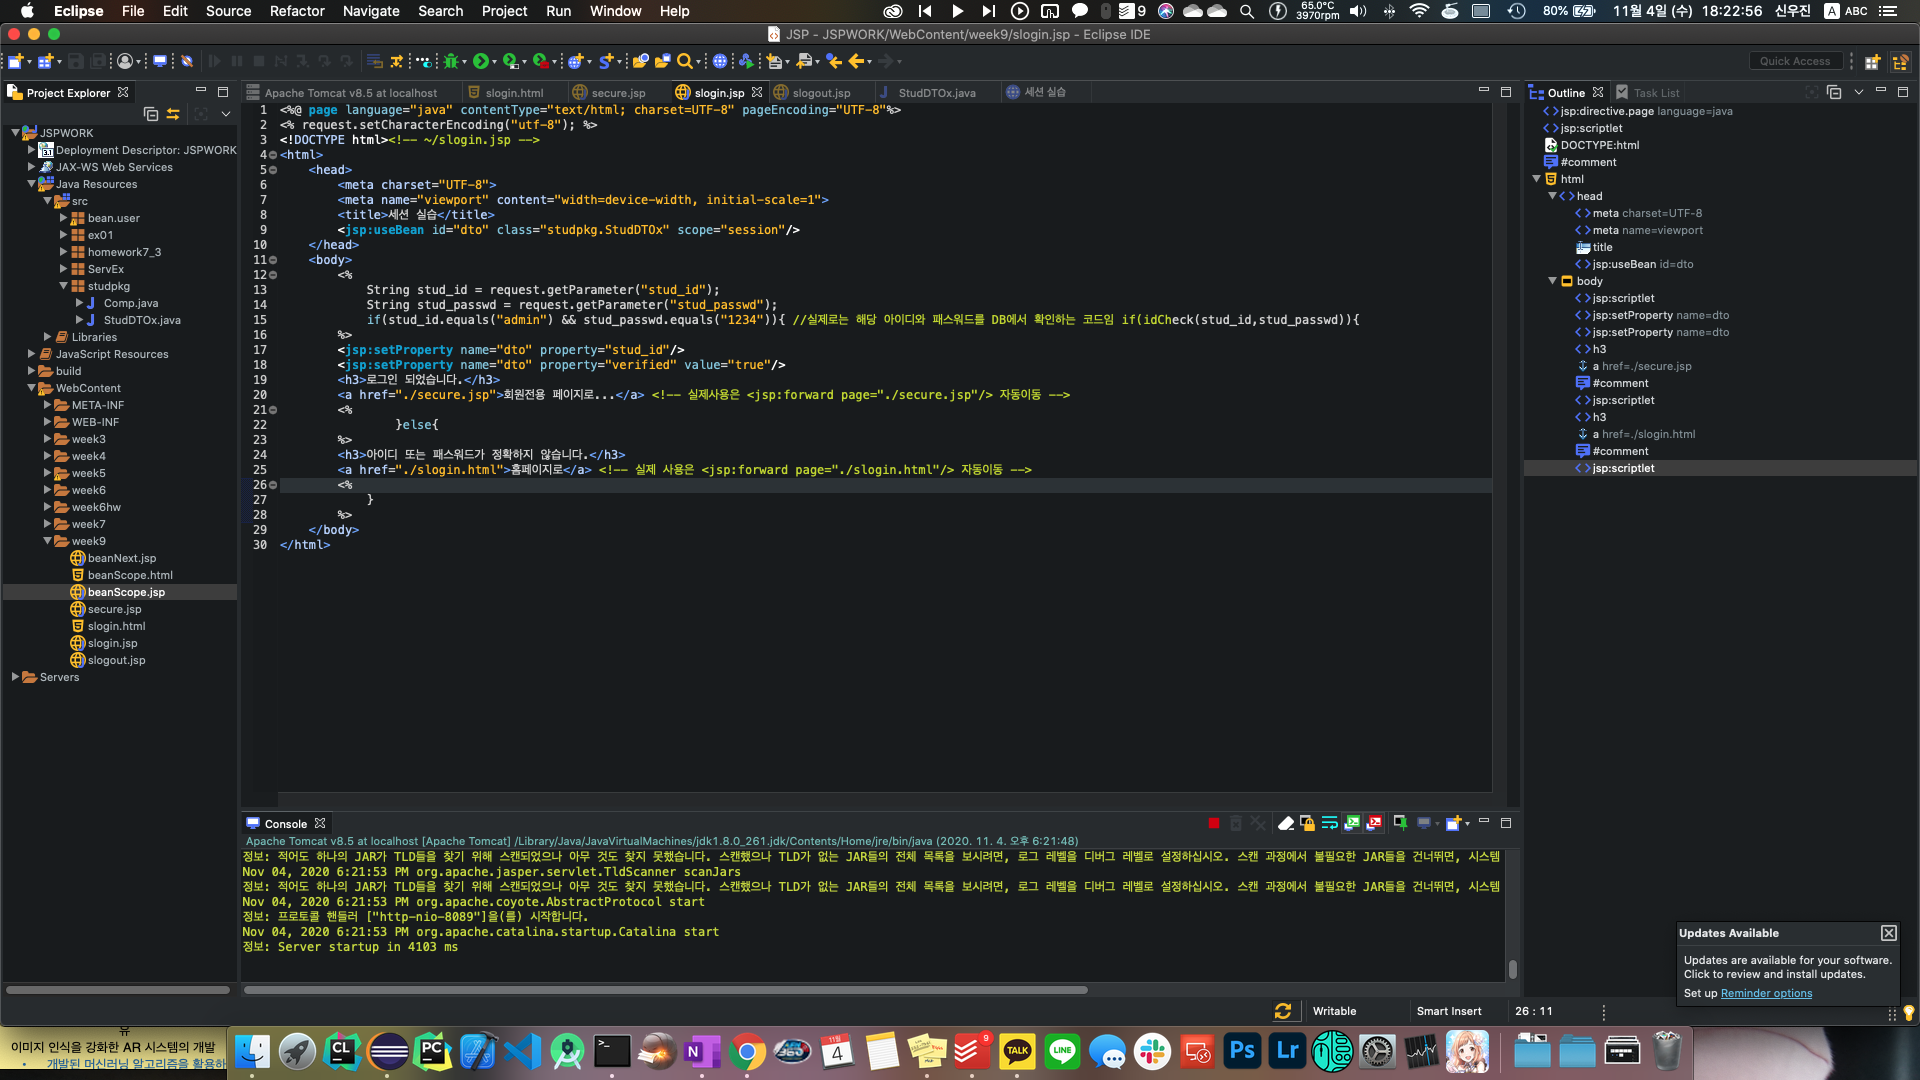 Eclipse File Edit Source Refactor Navigate Search Project Run Window Help
9 65.0°C 3970rpm 80% 11월 4일 (수) 18:22:56 신우진 A ABC
JSP - JSPWORK/WebContent/week9/slogin.jsp - Eclipse IDE
Quick Access
Project Explorer
JSPWORK
Deployment Descriptor: JSPWORK
JAX-WS Web Services
Java Resources
src
bean.user
ex01
homework7_3
ServEx
studpkg
Comp.java
StudDTOx.java
Libraries
JavaScript Resources
build
WebContent
META-INF
WEB-INF
week3
week4
week5
week6
week6hw
week7
week9
beanNext.jsp
beanScope.html
beanScope.jsp
secure.jsp
slogin.html
slogin.jsp
slogout.jsp
Servers
Apache Tomcat v8.5 at localhost slogin.html secure.jsp slogin.jsp slogout.jsp StudDTOx.java 세션 실습
1 <%@ page language="java" contentType="text/html; charset=UTF-8" pageEncoding="UTF-8"%>
2 <% request.setCharacterEncoding("utf-8"); %>
3 <!DOCTYPE html><!-- ~/slogin.jsp -->
4 <html>
5 <head>
6 <meta charset="UTF-8">
7 <meta name="viewport" content="width=device-width, initial-scale=1">
8 <title>세션 실습</title>
9 <jsp:useBean id="dto" class="studpkg.StudDTOx" scope="session"/>
10 </head>
11 <body>
12 <%
13 String stud_id = request.getParameter("stud_id");
14 String stud_passwd = request.getParameter("stud_passwd");
15 if(stud_id.equals("admin") && stud_passwd.equals("1234")){ //실제로는 해당 아이디와 패스워드를 DB에서 확인하는 코드임 if(idCheck(stud_id,stud_passwd)){
16 %>
17 <jsp:setProperty name="dto" property="stud_id"/>
18 <jsp:setProperty name="dto" property="verified" value="true"/>
19 <h3>로그인 되었습니다.</h3>
20 <a href="./secure.jsp">회원전용 페이지로...</a> <!-- 실제사용은 <jsp:forward page="./secure.jsp"/> 자동이동 -->
21 <%
22 }else{
23 %>
24 <h3>아이디 또는 패스워드가 정확하지 않습니다.</h3>
25 <a href="./slogin.html">홈페이지로</a> <!-- 실제 사용은 <jsp:forward page="./slogin.html"/> 자동이동 -->
26 <%
27 }
28 %>
29 </body>
30 </html>
Outline Task List
jsp:directive.page language=java
jsp:scriptlet
DOCTYPE:html
#comment
html
head
meta charset=UTF-8
meta name=viewport
title
jsp:useBean id=dto
body
jsp:scriptlet
jsp:setProperty name=dto
jsp:setProperty name=dto
h3
a href=./secure.jsp
#comment
jsp:scriptlet
h3
a href=./slogin.html
#comment
jsp:scriptlet
Console
Apache Tomcat v8.5 at localhost [Apache Tomcat] /Library/Java/JavaVirtualMachines/jdk1.8.0_261.jdk/Contents/Home/jre/bin/java (2020. 11. 4. 오후 6:21:48)
정보: 적어도 하나의 JAR가 TLD들을 찾기 위해 스캔되었으나 아무 것도 찾지 못했습니다. 스캔했으나 TLD가 없는 JAR들의 전체 목록을 보시려면, 로그 레벨을 디버그 레벨로 설정하십시오. 스캔 과정에서 불필요한 JAR들을 건너뛰면, 시스템
Nov 04, 2020 6:21:53 PM org.apache.jasper.servlet.TldScanner scanJars
정보: 적어도 하나의 JAR가 TLD들을 찾기 위해 스캔되었으나 아무 것도 찾지 못했습니다. 스캔했으나 TLD가 없는 JAR들의 전체 목록을 보시려면, 로그 레벨을 디버그 레벨로 설정하십시오. 스캔 과정에서 불필요한 JAR들을 건너뛰면, 시스템
Nov 04, 2020 6:21:53 PM org.apache.coyote.AbstractProtocol start
정보: 프로토콜 핸들러 ["http-nio-8089"]을(를) 시작합니다.
Nov 04, 2020 6:21:53 PM org.apache.catalina.startup.Catalina start
정보: Server startup in 4103 ms
Updates Available
Updates are available for your software.
Click to review and install updates.
Set up Reminder options
Writable Smart Insert 26 : 11
이미지 인식을 강화한 AR 시스템의 개발
• 개발된 머신러닝 알고리즘을 활용하
CL PC N 11월 4 9 TALK LINE Ps Lr